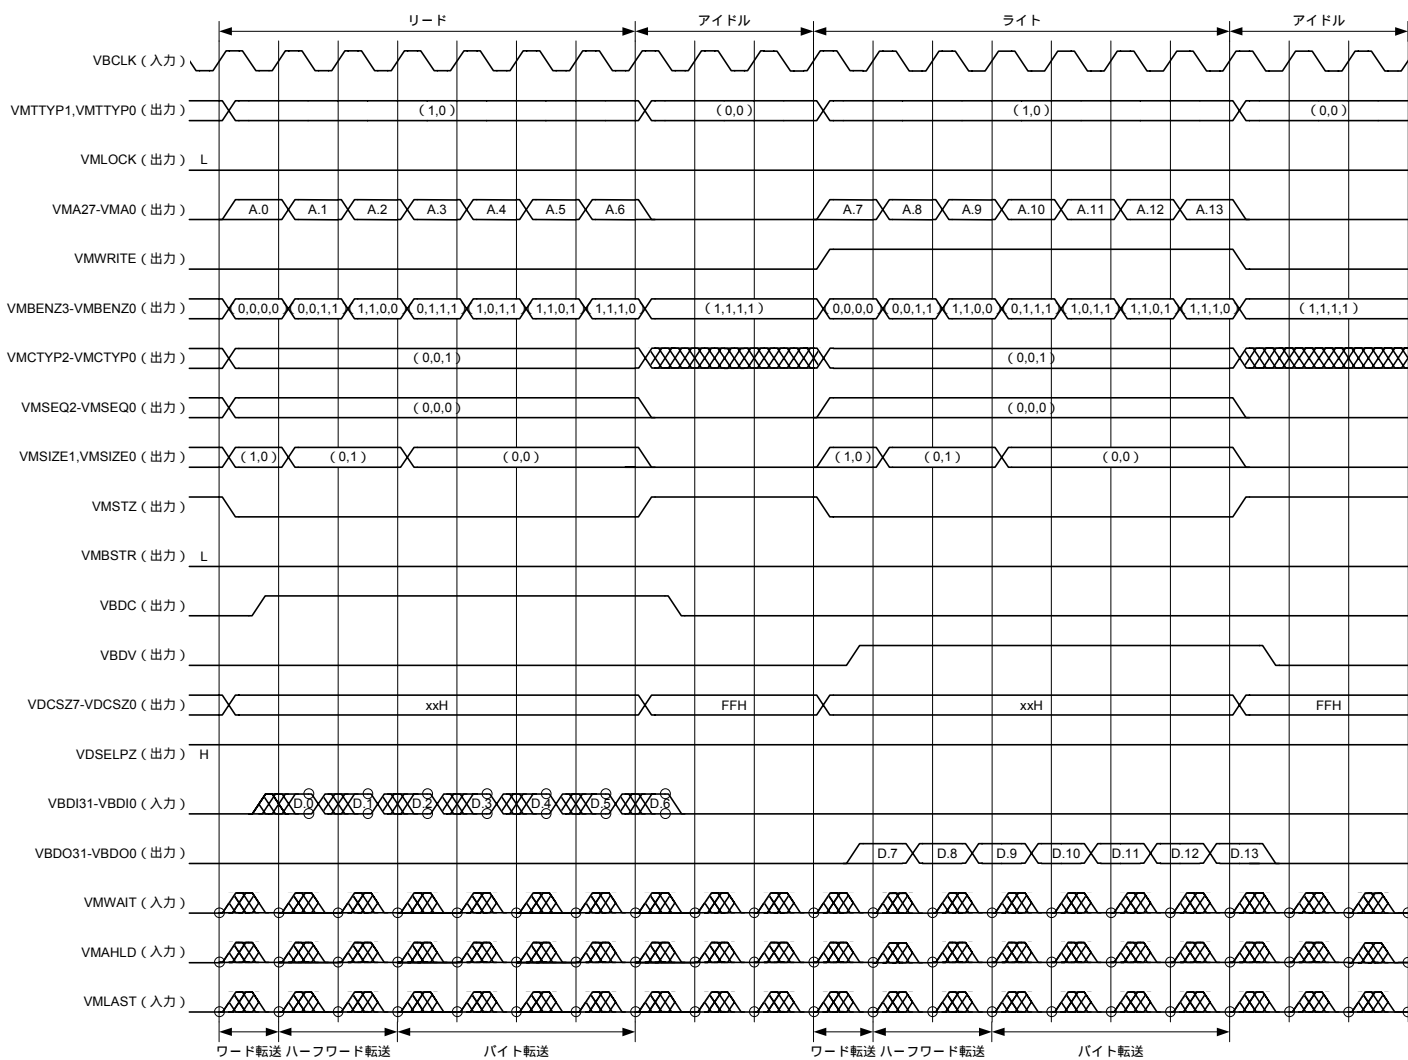 リード アイドル ライト アイドル
VBCLK（入力）
VMTTYP1,VMTTYP0（出力） （1,0） （0,0） （1,0） （0,0）
VMLOCK（出力） L
VMA27-VMA0（出力） A.0 A.1 A.2 A.3 A.4 A.5 A.6 A.7 A.8 A.9 A.10 A.11 A.12 A.13
VMWRITE（出力）
VMBENZ3-VMBENZ0（出力） 0,0,0,0 0,0,1,1 1,1,0,0 0,1,1,1 1,0,1,1 1,1,0,1 1,1,1,0 （1,1,1,1） 0,0,0,0 0,0,1,1 1,1,0,0 0,1,1,1 1,0,1,1 1,1,0,1 1,1,1,0 （1,1,1,1）
VMCTYP2-VMCTYP0（出力） （0,0,1） （0,0,1）
VMSEQ2-VMSEQ0（出力） （0,0,0） （0,0,0）
VMSIZE1,VMSIZE0（出力） （1,0） （0,1） （0,0） （1,0） （0,1） （0,0）
VMSTZ（出力）
VMBSTR（出力） L
VBDC（出力）
VBDV（出力）
VDCSZ7-VDCSZ0（出力） xxH FFH xxH FFH
VDSELPZ（出力） H
VBDI31-VBDI0（入力） D.0 D.1 D.2 D.3 D.4 D.5 D.6
VBDO31-VBDO0（出力） D.7 D.8 D.9 D.10 D.11 D.12 D.13
VMWAIT（入力）
VMAHLD（入力）
VMLAST（入力）
ワード転送 ハーフワード転送 バイト転送 ワード転送 ハーフワード転送 バイト転送